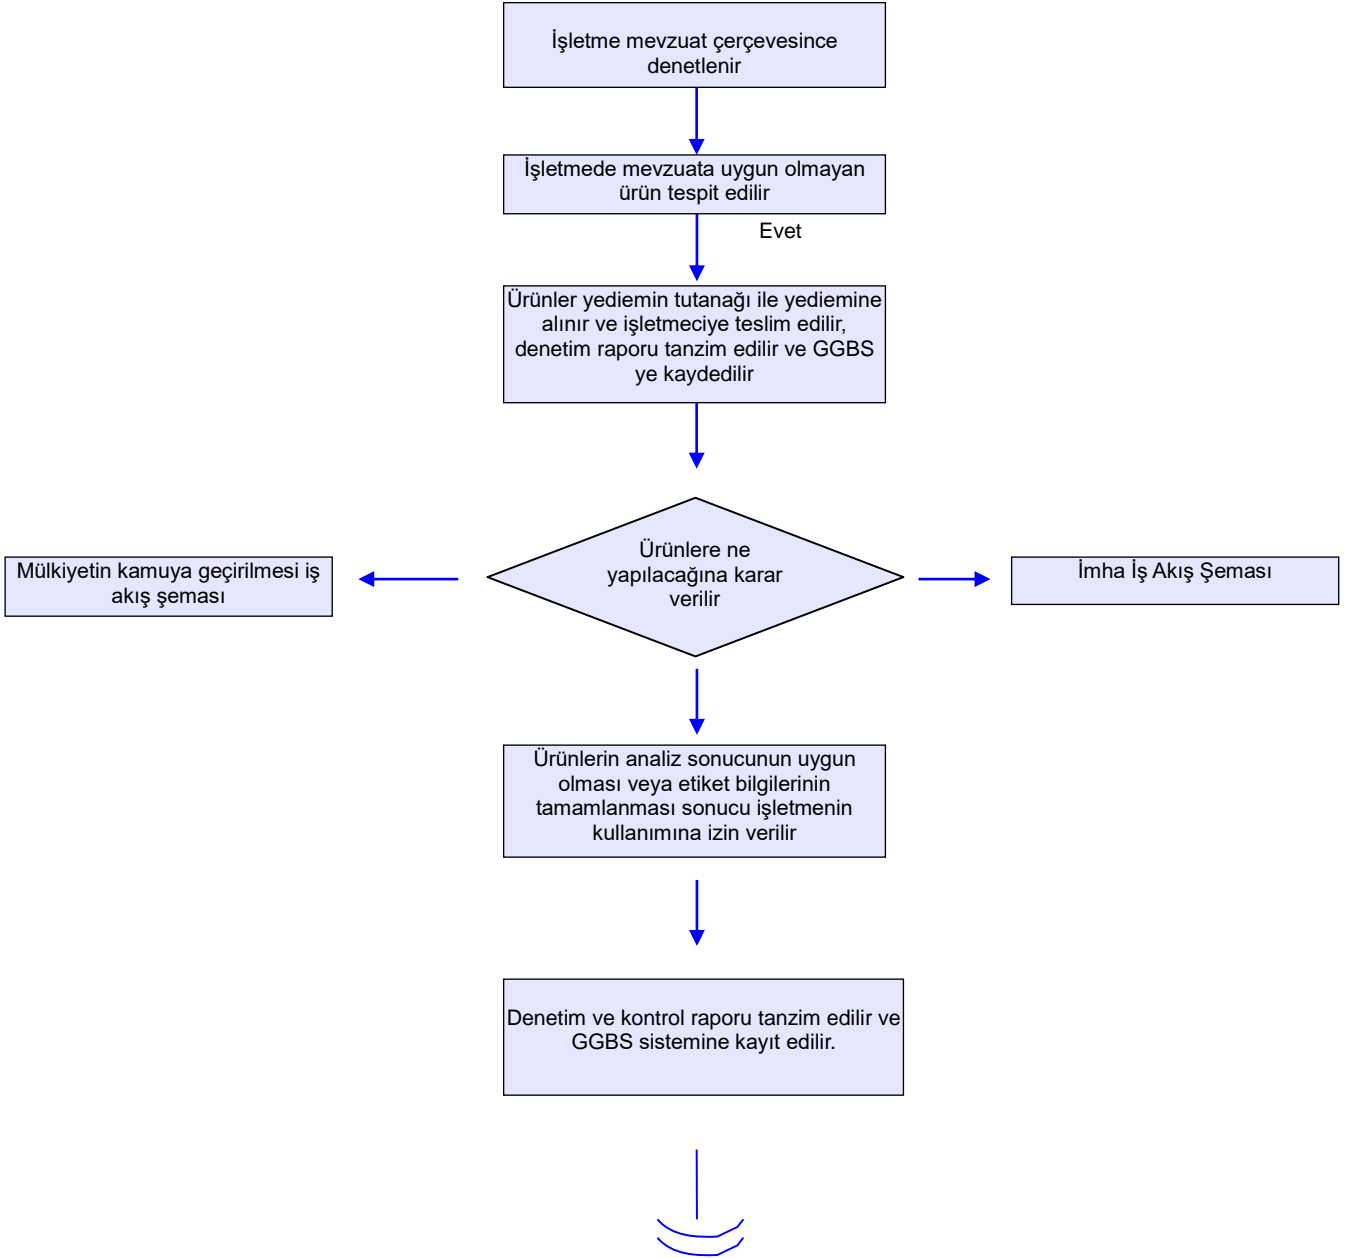 İşletme mevzuat çerçevesince
denetlenir
İşletmede mevzuata uygun olmayan
ürün tespit edilir
Evet
Ürünler yediemin tutanağı ile yediemine
alınır ve işletmeciye teslim edilir,
denetim raporu tanzim edilir ve GGBS
ye kaydedilir
Ürünlere ne
yapılacağına karar
verilir
Mülkiyetin kamuya geçirilmesi iş
akış şeması
İmha İş Akış Şeması
Ürünlerin analiz sonucunun uygun
olması veya etiket bilgilerinin
tamamlanması sonucu işletmenin
kullanımına izin verilir
Denetim ve kontrol raporu tanzim edilir ve
GGBS sistemine kayıt edilir.